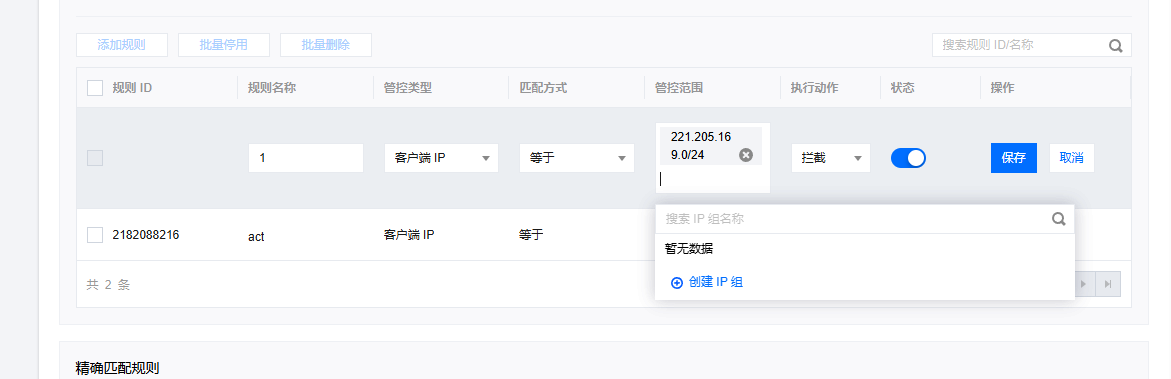 添加规则 批量停用 批量删除 搜索规则 ID/名称
规则 ID 规则名称 管控类型 匹配方式 管控范围 执行动作 状态 操作
1 客户端 IP 等于 221.205.16 拦截 保存 取消
9.0/24
搜索 IP 组名称
2182088216 act 客户端 IP 等于
暂无数据
共 2 条 创建 IP 组
精确匹配规则